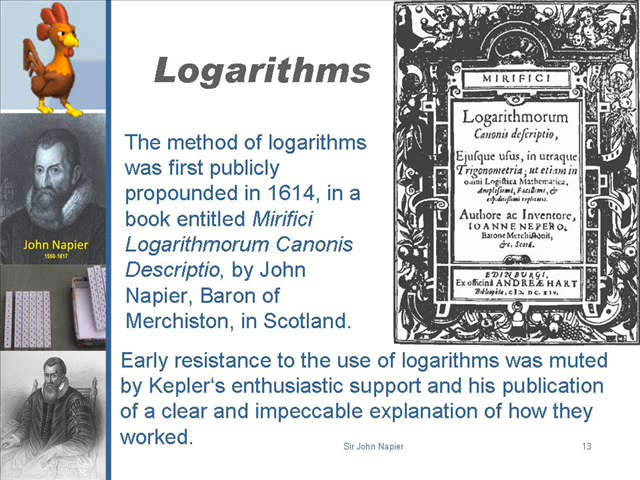 Logarithms
The method of logarithms
was first publicly
propounded in 1614, in a
book entitled Mirifici
Logarithmorum Canonis
Descriptio, by John
Napier, Baron of
Merchiston, in Scotland.
Early resistance to the use of logarithms was muted
by Kepler‘s enthusiastic support and his publication
of a clear and impeccable explanation of how they
worked.
John Napier
1550-1617
MIRIFICI
Logarithmorum
Canonis descriptio,
Ejusque usus, in utraque
Trigonometria; ut etiam in
omni Logistica Mathematica,
Amplissimi, Facillimi, &
expeditissimi explicatio.
Authore ac Inventore,
IOANNE NEPERO,
Barone Merchistonii,
&c. Scoto.
EDINBURGI,
Ex officinâ ANDREÆ HART
Bibliopolæ, CIƆ. DC. XIV.
Sir John Napier
13